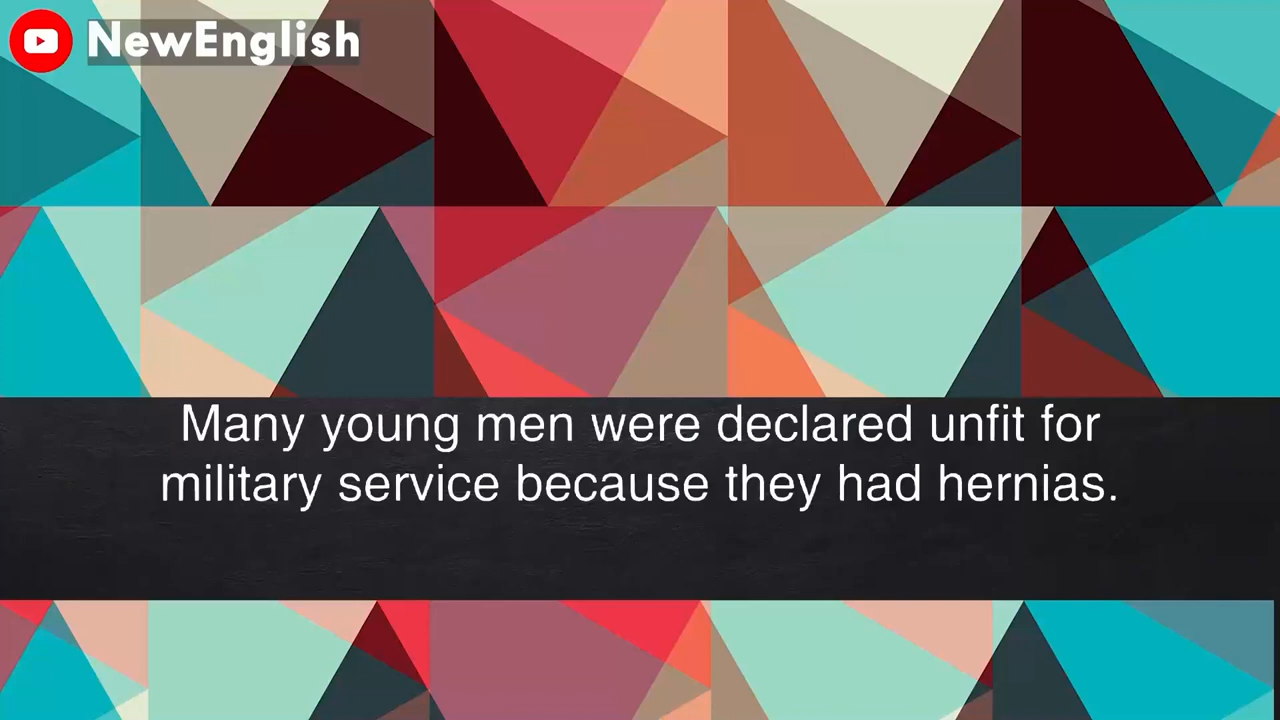 NewEnglish
Many young men were declared unfit for
military service because they had hernias.